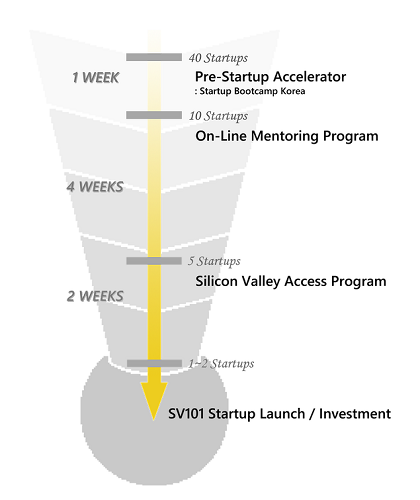 40 Startups
1 WEEK
Pre-Startup Accelerator
: Startup Bootcamp Korea
10 Startups
On-Line Mentoring Program
4 WEEKS
5 Startups
Silicon Valley Access Program
2 WEEKS
1~2 Startups
SV101 Startup Launch / Investment